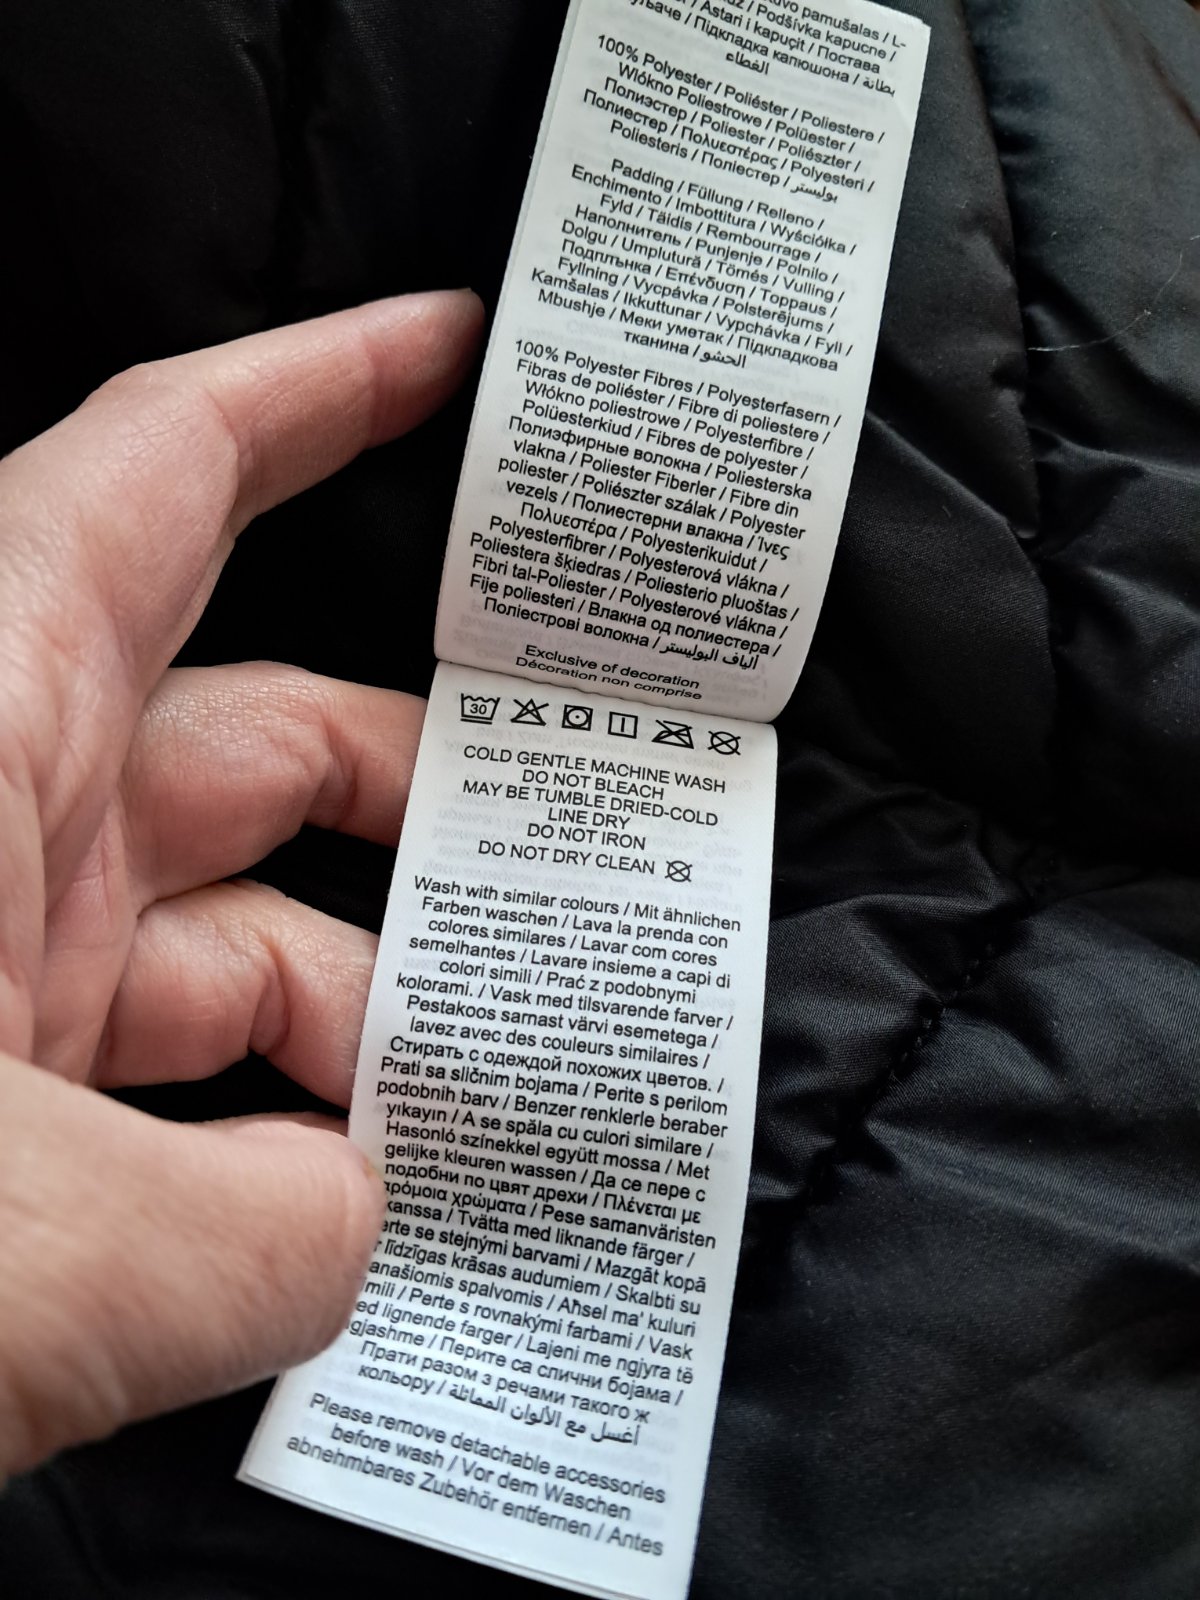 uvo pamušalas / L-
/ Podšívka kapucne /
/ Astari i kapuçit / Постава
/ Підкладка капюшона / بطانة
الغطاء
100% Polyester / Poliéster / Poliestere /
Włókno Poliestrowe / Polüester /
Полиэстер / Poliester / Poliészter /
Полиестер / Πολυεστέρας / Polyesteri /
Poliesteris / Поліестер / بوليستر
Padding / Füllung / Relleno /
Enchimento / Imbottitura / Wyściółka /
Fyld / Täidis / Rembourrage /
Наполнитель / Punjenje / Polnilo /
Dolgu / Umplutură / Tömés / Vulling /
Подплънка / Επένδυση / Toppaus /
Fyllning / Vycpávka / Polsterējums /
Kamšalas / Ikkuttunar / Vypchávka / Fyll /
Mbushje / Меки уметак / Підкладкова
тканина / الحشو
100% Polyester Fibres / Polyesterfasern /
Fibras de poliéster / Fibre di poliestere /
Włókno poliestrowe / Polyesterfibre /
Polüesterkiud / Fibres de polyester /
Полиэфирные волокна / Poliesterska
vlakna / Poliester Fiberler / Fibre din
poliester / Poliészter szálak / Polyester
vezels / Полиестерни влакна / Ίνες
Πολυεστέρα / Polyesterikuidut /
Polyesterfibrer / Polyesterová vlákna /
Poliestera šķiedras / Poliesterio pluoštas /
Fibri tal-Poliester / Polyesterové vlákna /
Fije poliesteri / Влакна од полиестера /
Поліестрові волокна / ألياف البوليستر
Exclusive of decoration
Décoration non comprise
30
COLD GENTLE MACHINE WASH
DO NOT BLEACH
MAY BE TUMBLE DRIED-COLD
LINE DRY
DO NOT IRON
DO NOT DRY CLEAN
Wash with similar colours / Mit ähnlichen
Farben waschen / Lava la prenda con
colores similares / Lavar com cores
semelhantes / Lavare insieme a capi di
colori simili / Prać z podobnymi
kolorami. / Vask med tilsvarende farver /
Pestakoos sarnast värvi esemetega /
lavez avec des couleurs similaires /
Стирать с одеждой похожих цветов. /
Prati sa sličnim bojama / Perite s perilom
podobnih barv / Benzer renklerle beraber
yıkayın / A se spăla cu culori similare /
Hasonló színekkel együtt mossa / Met
gelijke kleuren wassen / Да се пере с
подобни по цвят дрехи / Πλένεται με
αρόμοια χρώματα / Pese samanväristen
kanssa / Tvätta med liknande färger /
erte se stejnými barvami / Mazgāt kopā
r līdzīgas krāsas audumiem / Skalbti su
anašiomis spalvomis / Aħsel ma' kuluri
mili / Perte s rovnakými farbami / Vask
ed lignende farger / Lajeni me ngjyra të
gjashme / Перите са слични бојама /
Прати разом з речами такого ж
кольору / أغسل مع الألوان المماثلة
Please remove detachable accessories
before wash / Vor dem Waschen
abnehmbares Zubehör entfernen / Antes